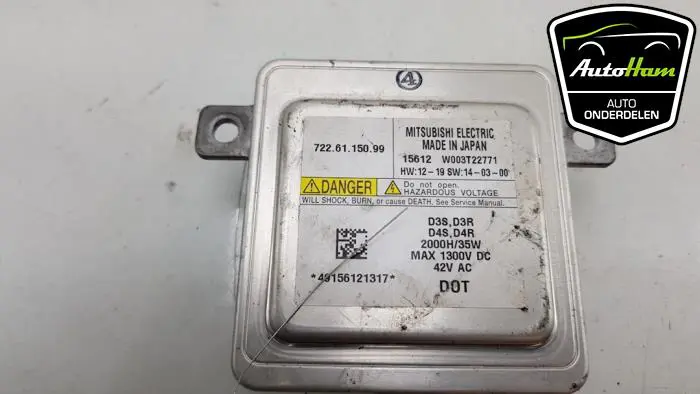 4
AutoHam
AUTO
ONDERDELEN
722.61.150.99
MITSUBISHI ELECTRIC
MADE IN JAPAN
15612 W003T22771
HW:12-19 SW:14-03-00
DANGER
Do not open.
HAZARDOUS VOLTAGE.
WILL SHOCK, BURN, or cause DEATH. See Service Manual.
D3S,D3R
D4S,D4R
2000H/35W
MAX 1300V DC
42V AC
*49156121317*
DOT